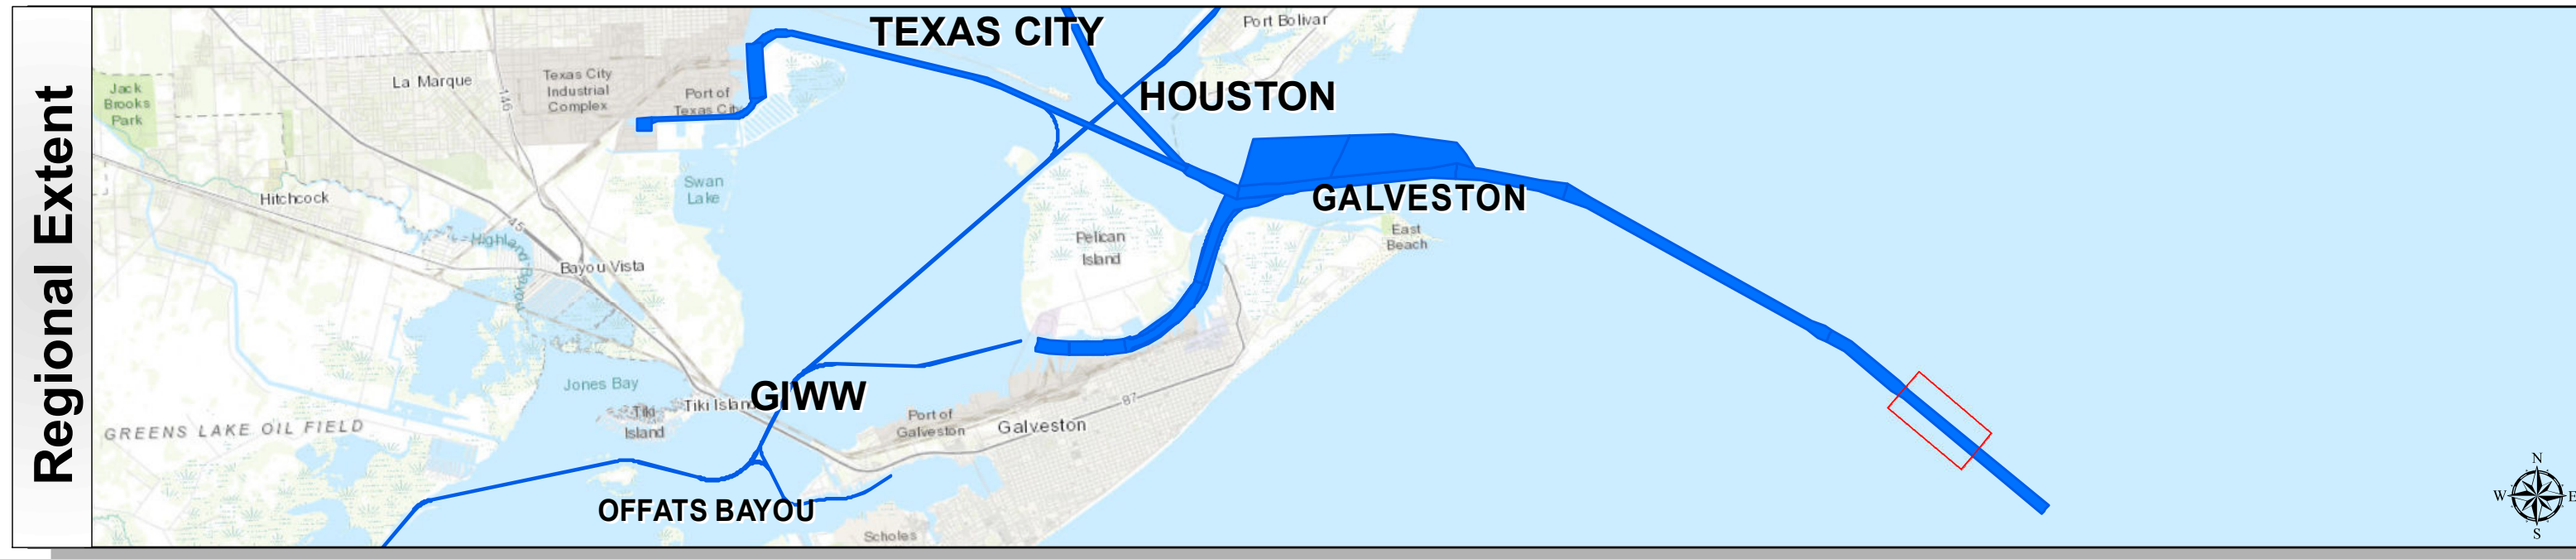 Regional Extent
TEXAS CITY
Port Bolivar
La Marque
146
Texas City
Industrial
Complex
Jack
Brooks
Park
Port of
Texas City
HOUSTON
Swan
Lake
Hitchcock
GALVESTON
45
Highland Bayou
Pelican
Island
East
Beach
Bayou Vista
Jones Bay
Tiki Island
GIWW
Tiki
Island
87
Port of
Galveston
Galveston
GREENS LAKE OIL FIELD
OFFATS BAYOU
Scholes
N
W
E
S